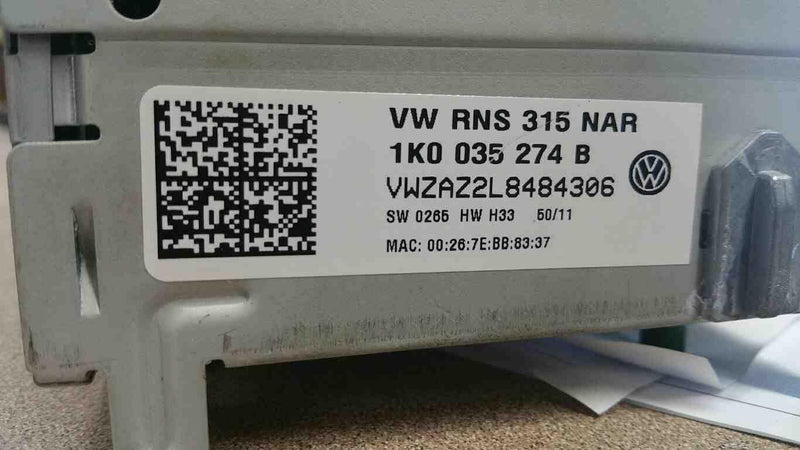 VW RNS 315 NAR
1K0 035 274 B
VWZAZ2L8484306
SW 0265 HW H33 50/11
MAC: 00:26:7E:BB:83:37